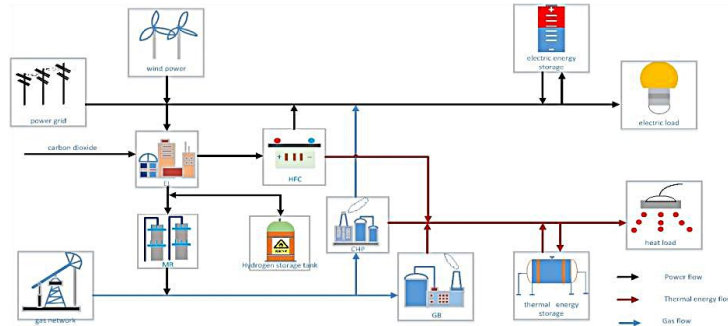 wind power
electric energy
storage
power grid
electric load
carbon dioxide
EL
HFC
MR
Hydrogen storage tank
CHP
heat load
gas network
GB
thermal energy
storage
Power flow
Thermal energy flow
Gas flow